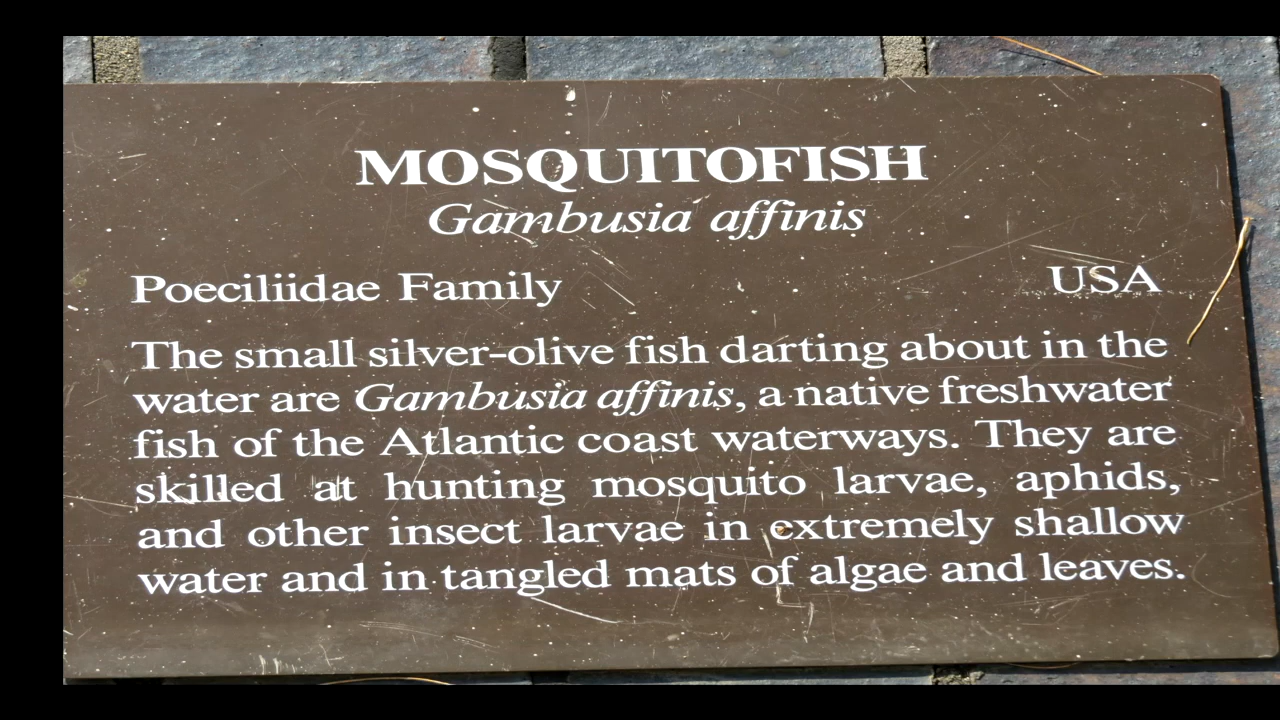 MOSQUITOFISH
Gambusia affinis
Poeciliidae Family USA
The small silver-olive fish darting about in the
water are Gambusia affinis, a native freshwater
fish of the Atlantic coast waterways. They are
skilled at hunting mosquito larvae, aphids,
and other insect larvae in extremely shallow
water and in tangled mats of algae and leaves.